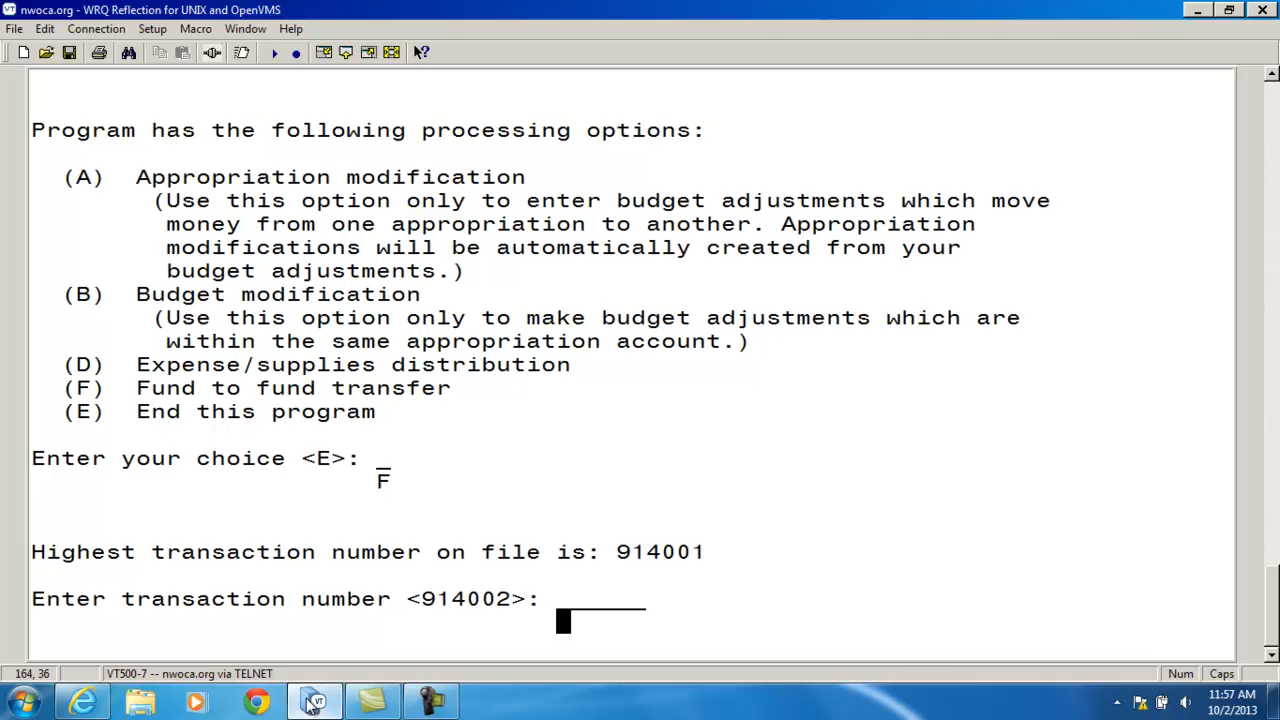 nwoca.org - WRQ Reflection for UNIX and OpenVMS
File Edit Connection Setup Macro Window Help
Program has the following processing options:
(A) Appropriation modification
(Use this option only to enter budget adjustments which move
money from one appropriation to another. Appropriation
modifications will be automatically created from your
budget adjustments.)
(B) Budget modification
(Use this option only to make budget adjustments which are
within the same appropriation account.)
(D) Expense/supplies distribution
(F) Fund to fund transfer
(E) End this program
Enter your choice <E>: _
F
Highest transaction number on file is: 914001
Enter transaction number <914002>: ______
164, 36 VT500-7 -- nwoca.org via TELNET Num Caps
VT
11:57 AM
10/2/2013